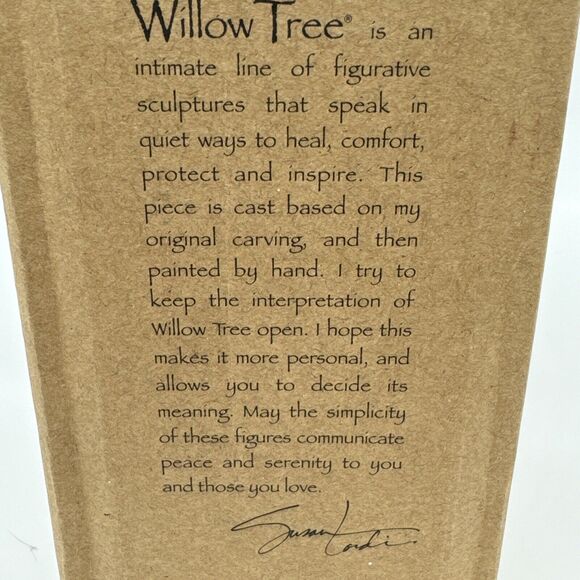 Willow Tree® is an
intimate line of figurative
sculptures that speak in
quiet ways to heal, comfort,
protect and inspire. This
piece is cast based on my
original carving, and then
painted by hand. I try to
keep the interpretation of
Willow Tree open. I hope this
makes it more personal, and
allows you to decide its
meaning. May the simplicity
of these figures communicate
peace and serenity to you
and those you love.
Susan Lordi